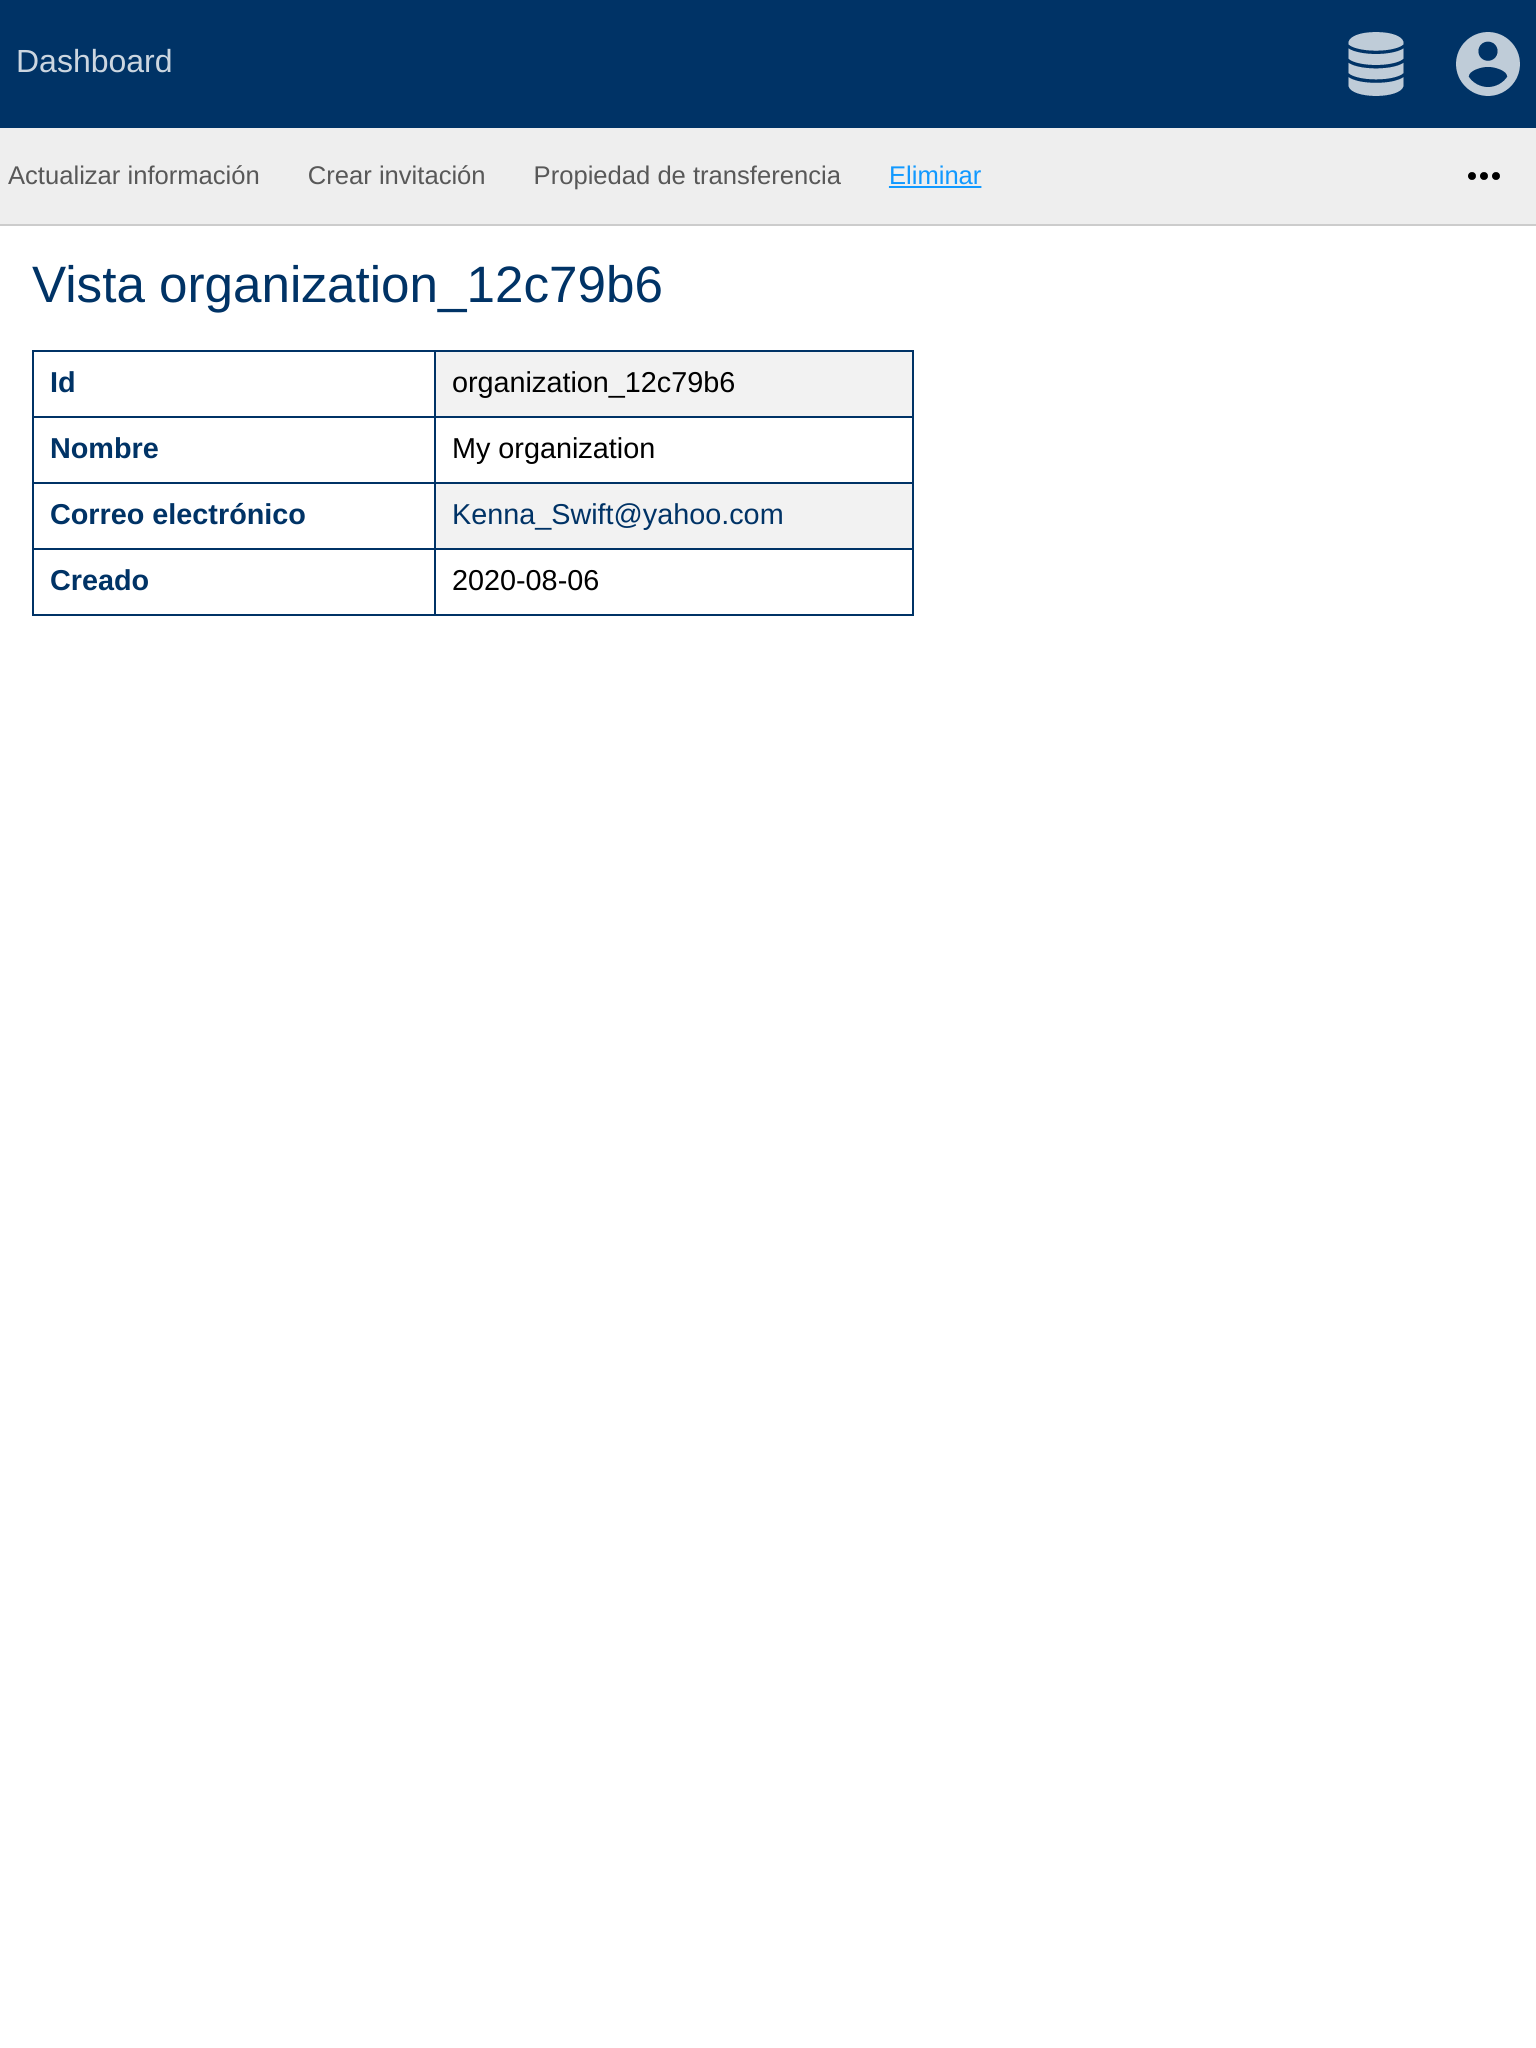 Dashboard
Actualizar información Crear invitación Propiedad de transferencia Eliminar
Vista organization_12c79b6
Id organization_12c79b6
Nombre My organization
Correo electrónico Kenna_Swift@yahoo.com
Creado 2020-08-06